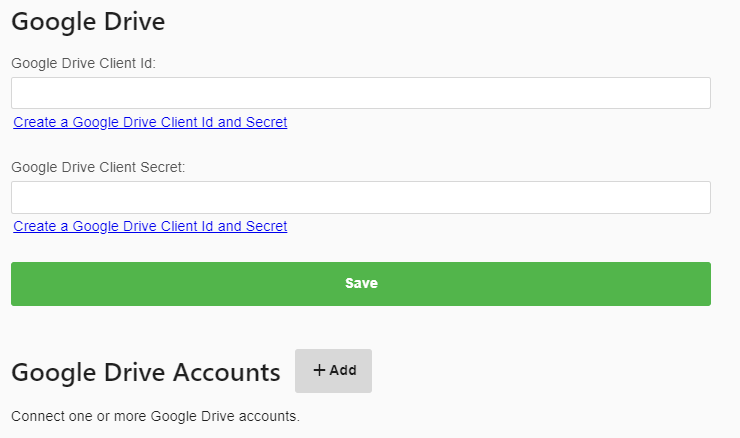 Google Drive
Google Drive Client Id:
Create a Google Drive Client Id and Secret
Google Drive Client Secret:
Create a Google Drive Client Id and Secret
Save
Google Drive Accounts
+ Add
Connect one or more Google Drive accounts.